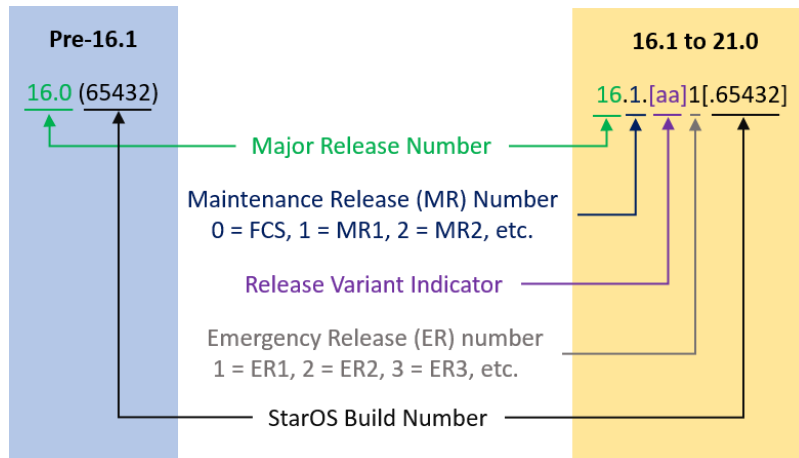 Pre-16.1
16.1 to 21.0
16.0 (65432)
16.1.[aa]1[.65432]
Major Release Number
Maintenance Release (MR) Number
0 = FCS, 1 = MR1, 2 = MR2, etc.
Release Variant Indicator
Emergency Release (ER) number
1 = ER1, 2 = ER2, 3 = ER3, etc.
StarOS Build Number